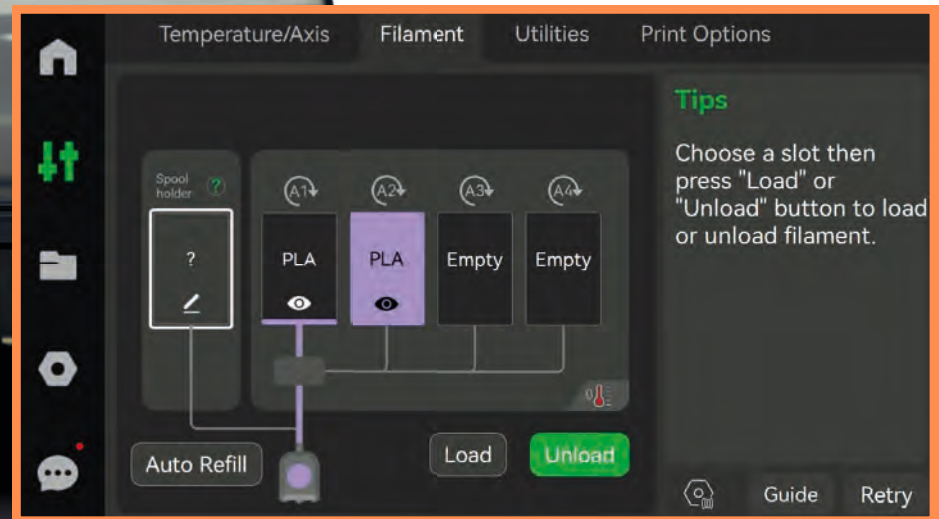 Temperature/Axis Filament Utilities Print Options
Tips
Choose a slot then
press "Load" or
"Unload" button to load
or unload filament.
Spool
holder ?
A1 A2 A3 A4
? PLA PLA Empty Empty
Auto Refill Load Unload
Guide Retry